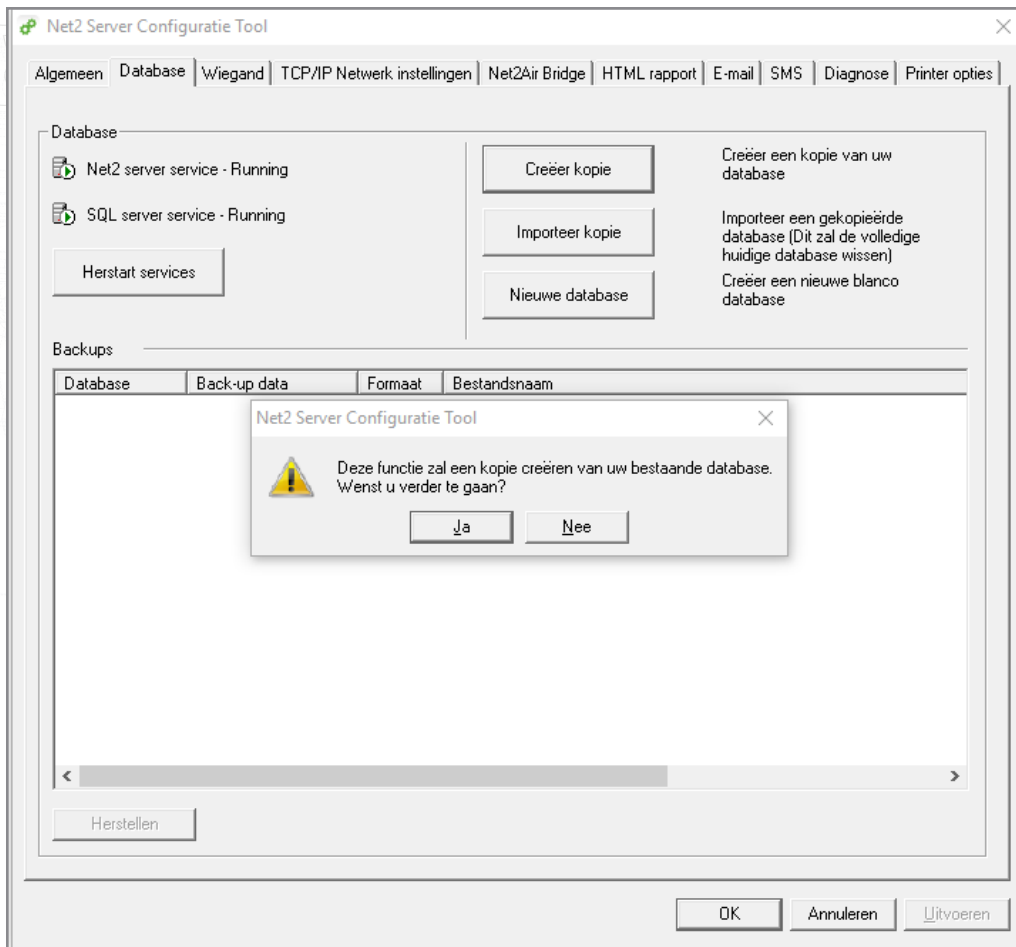 Net2 Server Configuratie Tool
Algemeen Database Wiegand TCP/IP Netwerk instellingen Net2Air Bridge HTML rapport E-mail SMS Diagnose Printer opties
Database
Net2 server service - Running
SQL server service - Running
Herstart services
Creëer kopie
Creëer een kopie van uw
database
Importeer kopie
Importeer een gekopieërde
database (Dit zal de volledige
huidige database wissen)
Nieuwe database
Creëer een nieuwe blanco
database
Backups
Database Back-up data Formaat Bestandsnaam
Net2 Server Configuratie Tool
Deze functie zal een kopie creëren van uw bestaande database.
Wenst u verder te gaan?
Ja Nee
Herstellen
OK Annuleren Uitvoeren